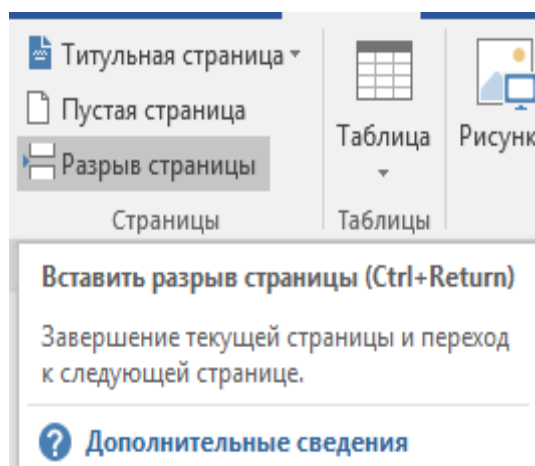 Титульная страница
Пустая страница
Разрыв страницы
Таблица
Рисунк
Страницы
Таблицы
Вставить разрыв страницы (Ctrl+Return)
Завершение текущей страницы и переход
к следующей странице.
? Дополнительные сведения